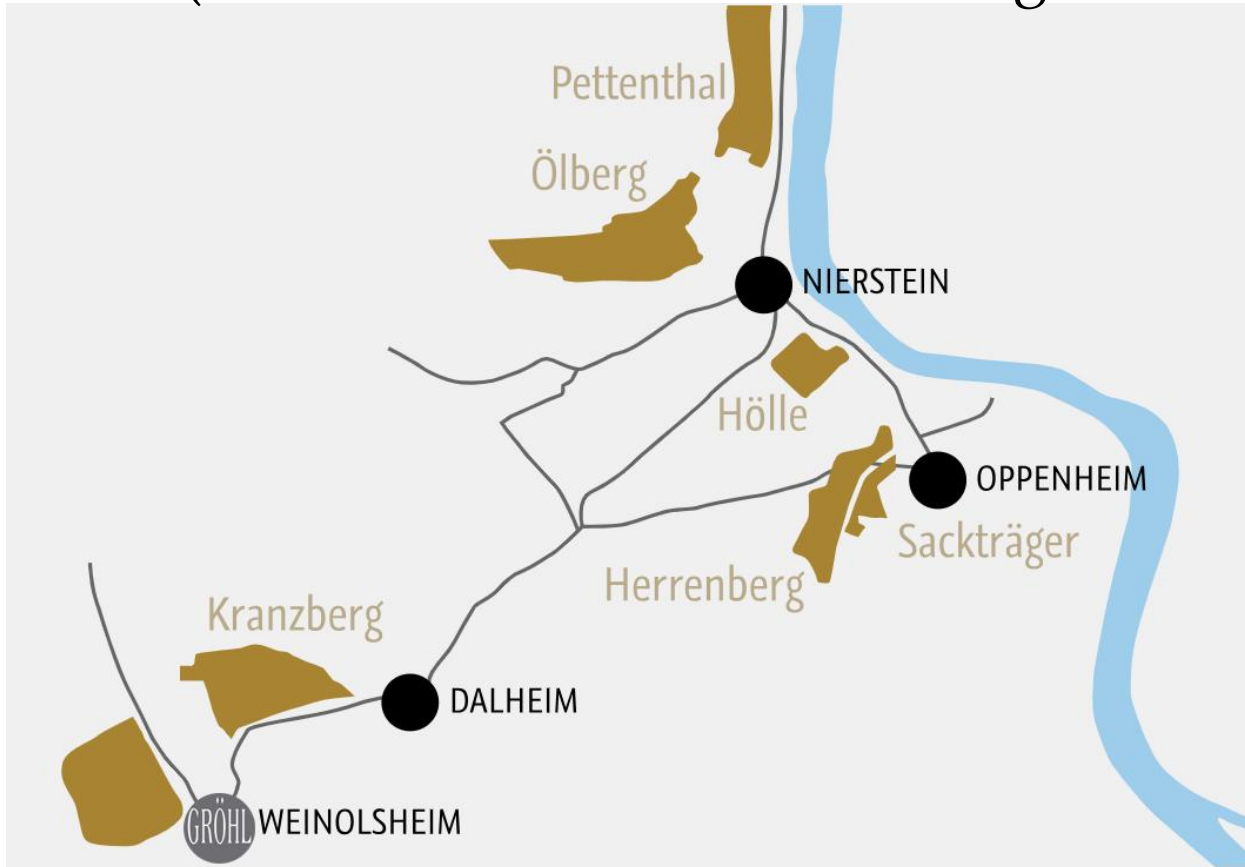 Pettenthal
Ölberg
NIERSTEIN
Hölle
OPPENHEIM
Sackträger
Herrenberg
Kranzberg
DALHEIM
GRÖHL WEINOLSHEIM